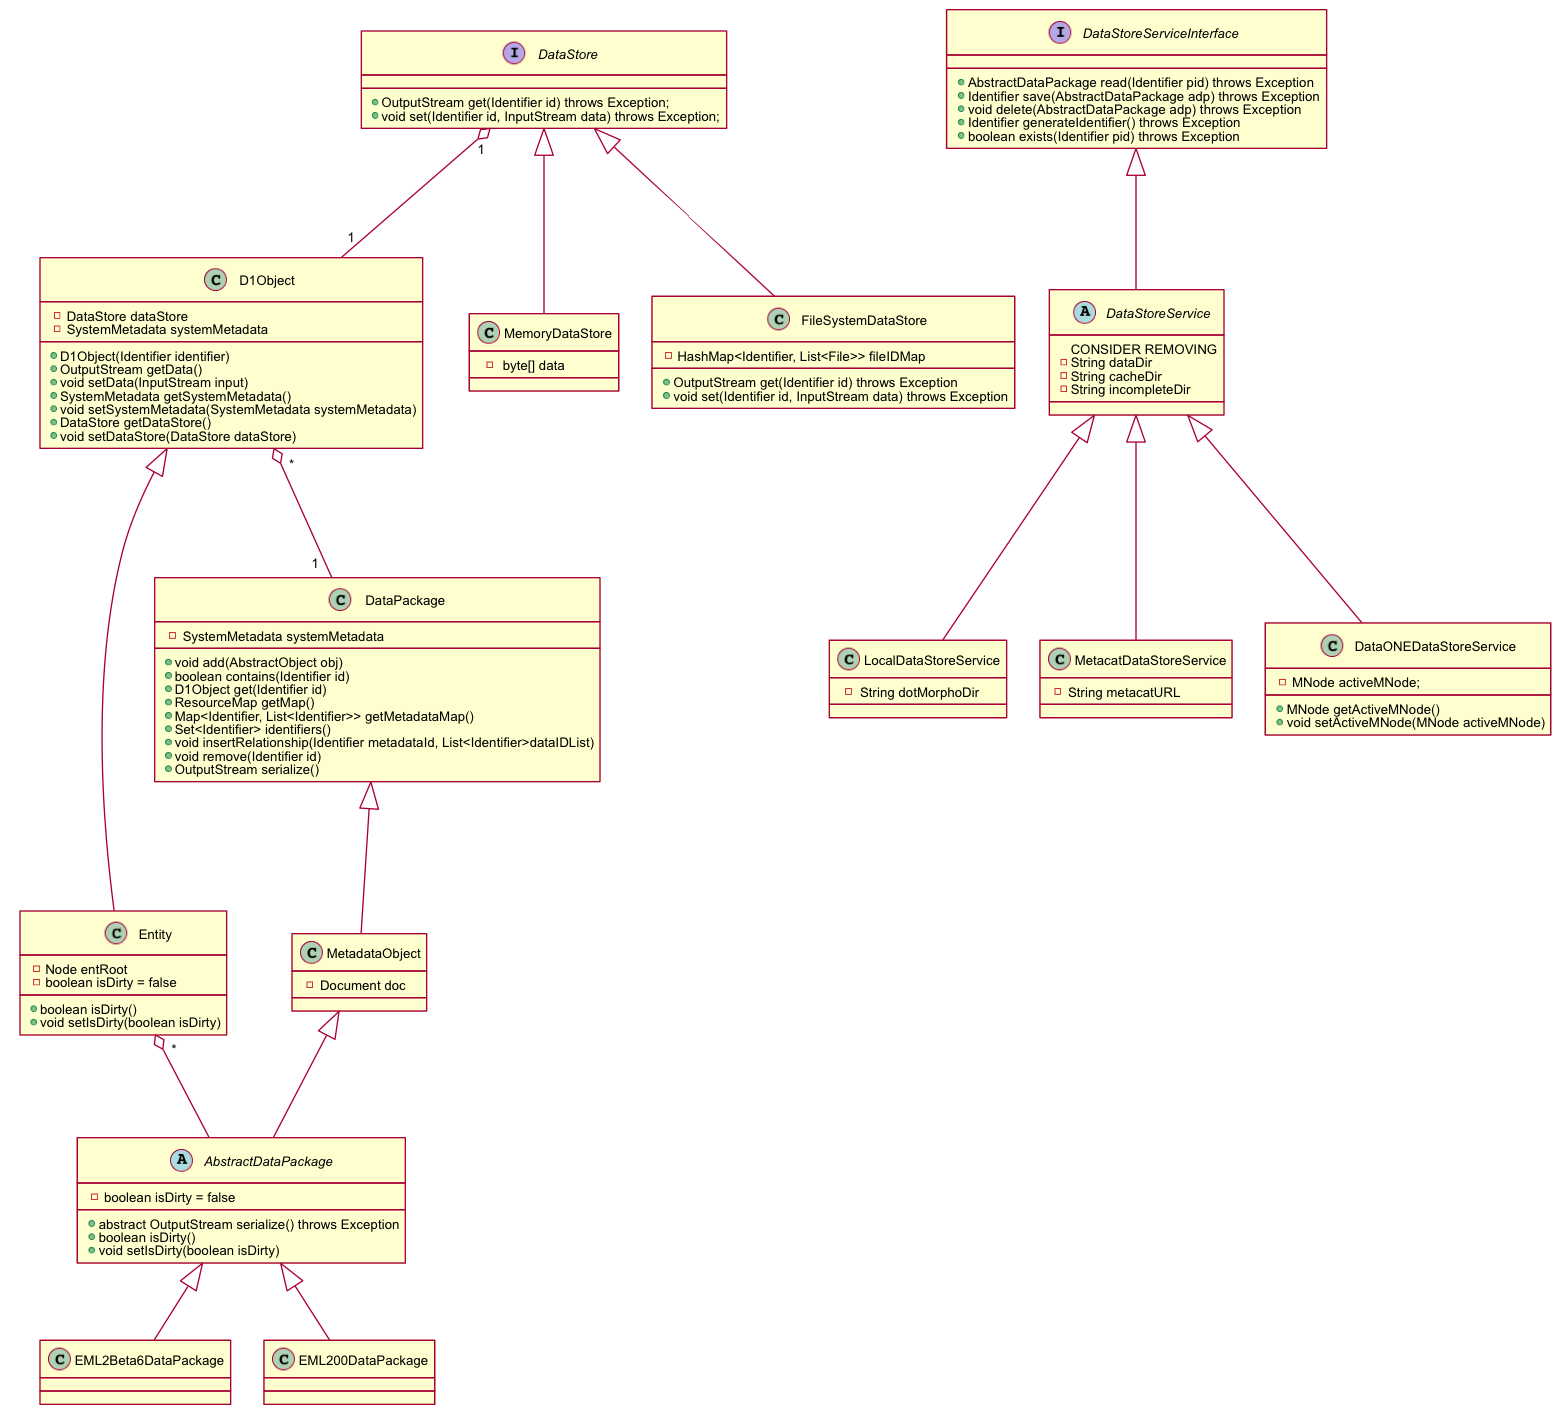 I DataStore
OutputStream get(Identifier id) throws Exception;
void set(Identifier id, InputStream data) throws Exception;
1
1
I DataStoreServiceInterface
AbstractDataPackage read(Identifier pid) throws Exception
Identifier save(AbstractDataPackage adp) throws Exception
void delete(AbstractDataPackage adp) throws Exception
Identifier generateIdentifier() throws Exception
boolean exists(Identifier pid) throws Exception
C D1Object
DataStore dataStore
SystemMetadata systemMetadata
D1Object(Identifier identifier)
OutputStream getData()
void setData(InputStream input)
SystemMetadata getSystemMetadata()
void setSystemMetadata(SystemMetadata systemMetadata)
DataStore getDataStore()
void setDataStore(DataStore dataStore)
C MemoryDataStore
byte[] data
C FileSystemDataStore
HashMap<Identifier, List<File>> fileIDMap
OutputStream get(Identifier id) throws Exception
void set(Identifier id, InputStream data) throws Exception
A DataStoreService
CONSIDER REMOVING
String dataDir
String cacheDir
String incompleteDir
*
1
C DataPackage
SystemMetadata systemMetadata
void add(AbstractObject obj)
boolean contains(Identifier id)
D1Object get(Identifier id)
ResourceMap getMap()
Map<Identifier, List<Identifier>> getMetadataMap()
Set<Identifier> identifiers()
void insertRelationship(Identifier metadataId, List<Identifier>dataIDList)
void remove(Identifier id)
OutputStream serialize()
C LocalDataStoreService
String dotMorphoDir
C MetacatDataStoreService
String metacatURL
C DataONEDataStoreService
MNode activeMNode;
MNode getActiveMNode()
void setActiveMNode(MNode activeMNode)
C Entity
Node entRoot
boolean isDirty = false
boolean isDirty()
void setIsDirty(boolean isDirty)
C MetadataObject
Document doc
*
A AbstractDataPackage
boolean isDirty = false
abstract OutputStream serialize() throws Exception
boolean isDirty()
void setIsDirty(boolean isDirty)
C EML2Beta6DataPackage
C EML200DataPackage